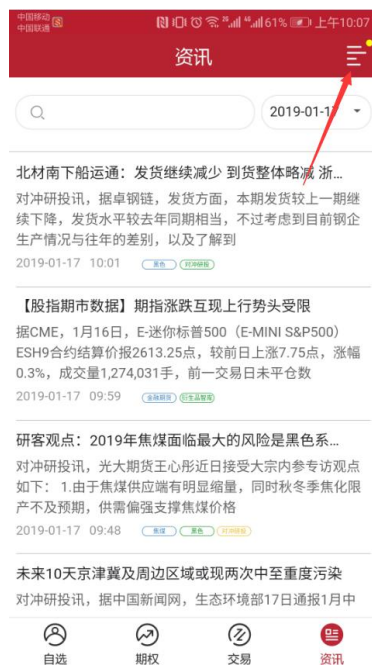 中国移动
中国联通
61% 上午10:07
资讯
2019-01-17
北材南下船运通：发货继续减少 到货整体略减 浙...
对冲研投讯，据卓钢链，发货方面，本期发货较上一期继
续下降，发货水平较去年同期相当，不过考虑到目前钢企
生产情况与往年的差别，以及了解到
2019-01-17 10:01 黑色 对冲研投
【股指期市数据】期指涨跌互现上行势头受限
据CME，1月16日，E-迷你标普500（E-MINI S&P500）
ESH9合约结算价报2613.25点，较前日上涨7.75点，涨幅
0.3%，成交量1,274,031手，前一交易日未平仓数
2019-01-17 09:59 金融期货 衍生品智库
研客观点：2019年焦煤面临最大的风险是黑色系...
对冲研投讯，光大期货王心彤近日接受大宗内参专访观点
如下： 1.由于焦煤供应端有明显缩量，同时秋冬季焦化限
产不及预期，供需偏强支撑焦煤价格
2019-01-17 09:48 焦煤 黑色 对冲研投
未来10天京津冀及周边区域或现两次中至重度污染
对冲研投讯，据中国新闻网，生态环境部17日通报1月中
自选 期权 交易 资讯